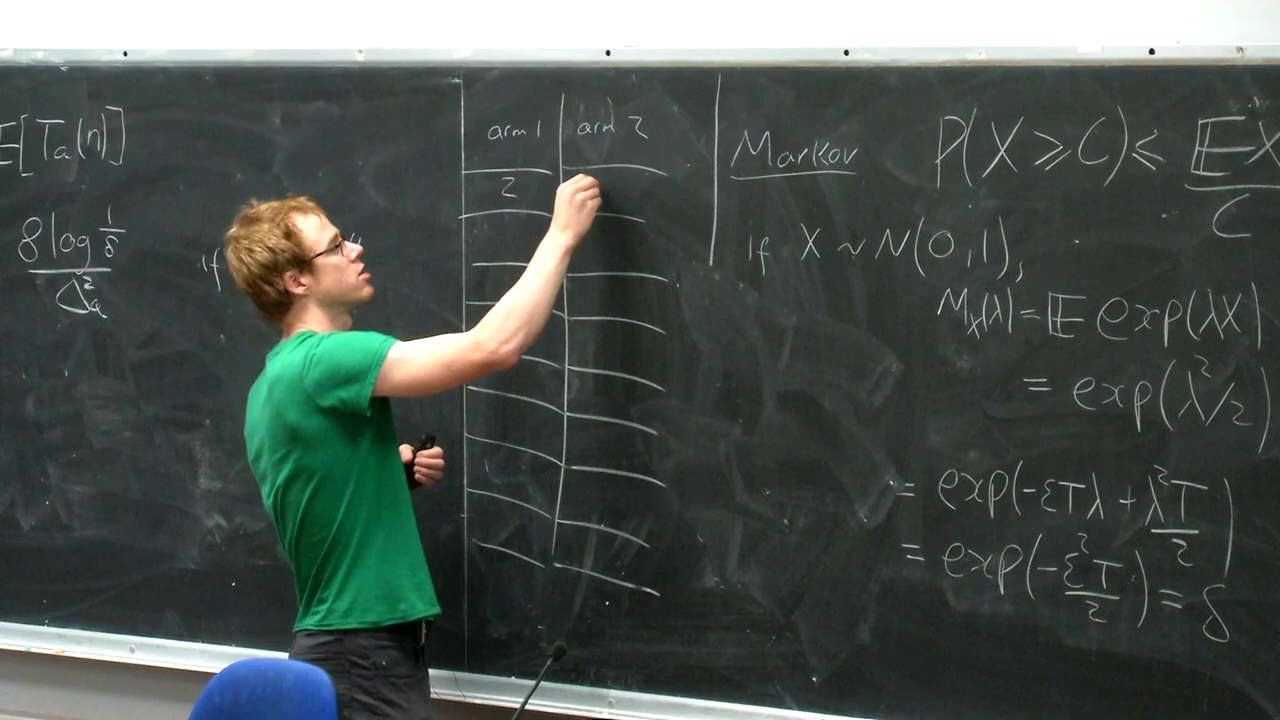 E[Ta(n)]
8 log 1/δ
Δa²
if
arm 1 arm 2
2
Markov P(X ≥ C) ≤ EX
C
if X ~ N(0,1),
Mx(λ) = E exp(λX)
= exp(λ²/2)
= exp(-ετλ + λ²T/2)
= exp(-ε²T/2) = δ